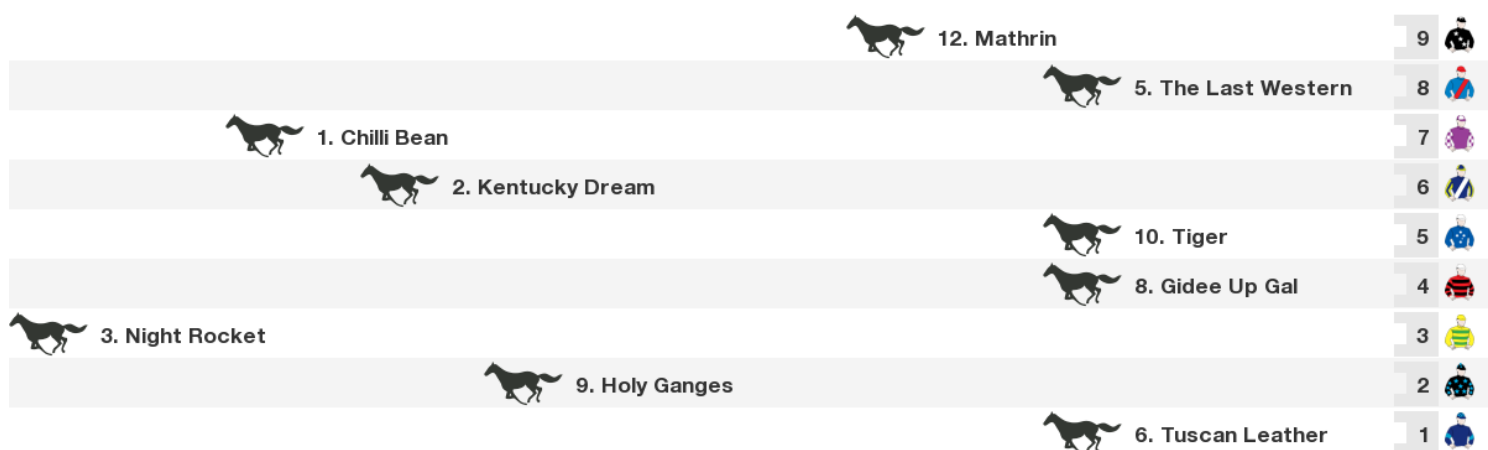 12. Mathrin 9
5. The Last Western 8
1. Chilli Bean 7
2. Kentucky Dream 6
10. Tiger 5
8. Gidee Up Gal 4
3. Night Rocket 3
9. Holy Ganges 2
6. Tuscan Leather 1